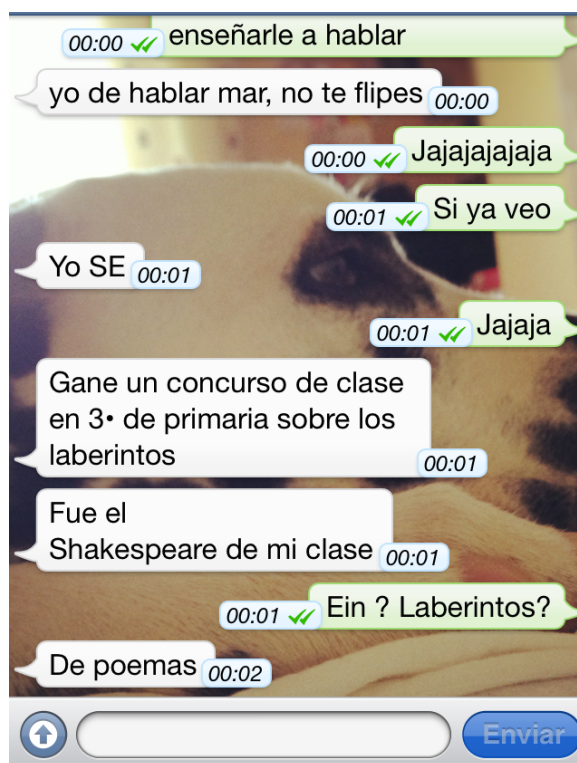 enseñarle a hablar
00:00
yo de hablar mar, no te flipes
00:00
Jajajajajaja
00:00
Si ya veo
00:01
Yo SE
00:01
Jajaja
00:01
Gane un concurso de clase
en 3• de primaria sobre los
laberintos
00:01
Fue el
Shakespeare de mi clase
00:01
Ein ? Laberintos?
00:01
De poemas
00:02
Enviar